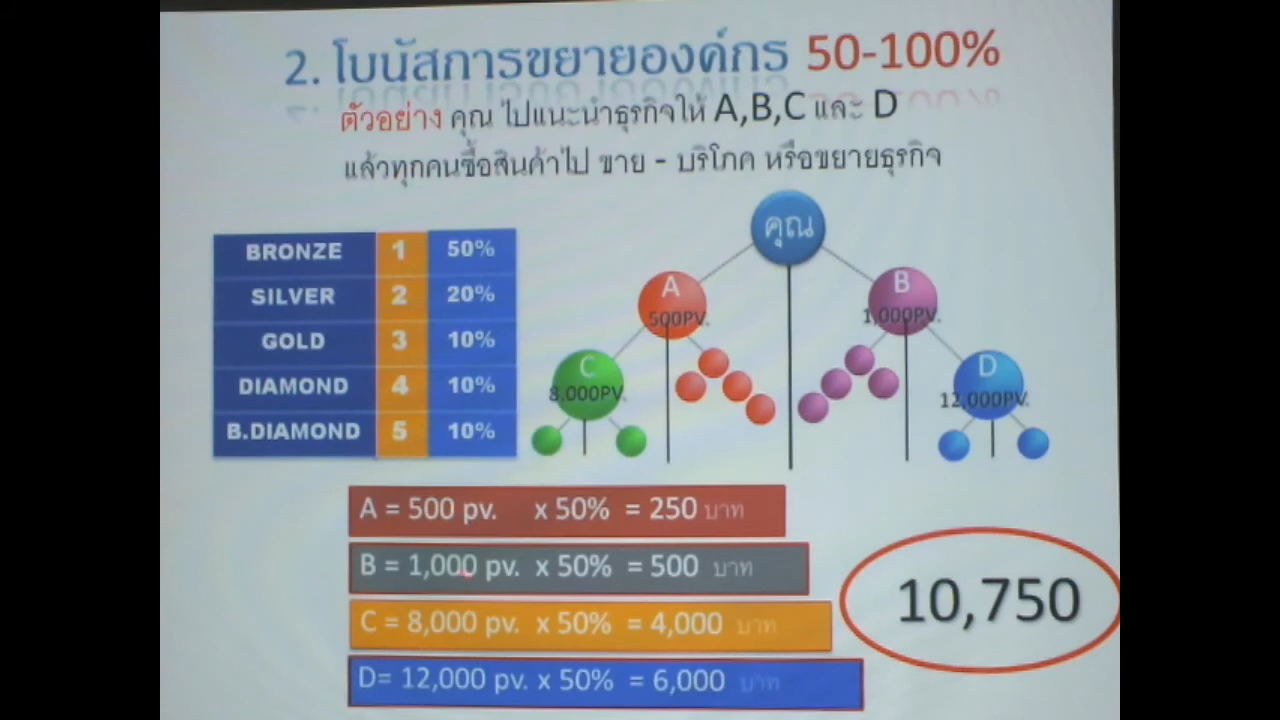 2. โบนัสการขยายองค์กร 50-100%
ตัวอย่าง คุณ ไปแนะนำธุรกิจให้ A,B,C และ D
แล้วทุกคนซื้อสินค้าไป ขาย - บริโภค หรือขยายธุรกิจ
BRONZE 1 50%
SILVER 2 20%
GOLD 3 10%
DIAMOND 4 10%
B.DIAMOND 5 10%
คุณ
A
500PV.
B
1,000PV.
C
8,000PV.
D
12,000PV.
A = 500 pv. x 50% = 250 บาท
B = 1,000 pv. x 50% = 500 บาท
C = 8,000 pv. x 50% = 4,000 บาท
D= 12,000 pv. x 50% = 6,000 บาท
10,750